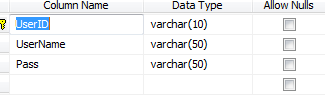 Column Name Data Type Allow Nulls
UserID varchar(10)
UserName varchar(50)
Pass varchar(50)